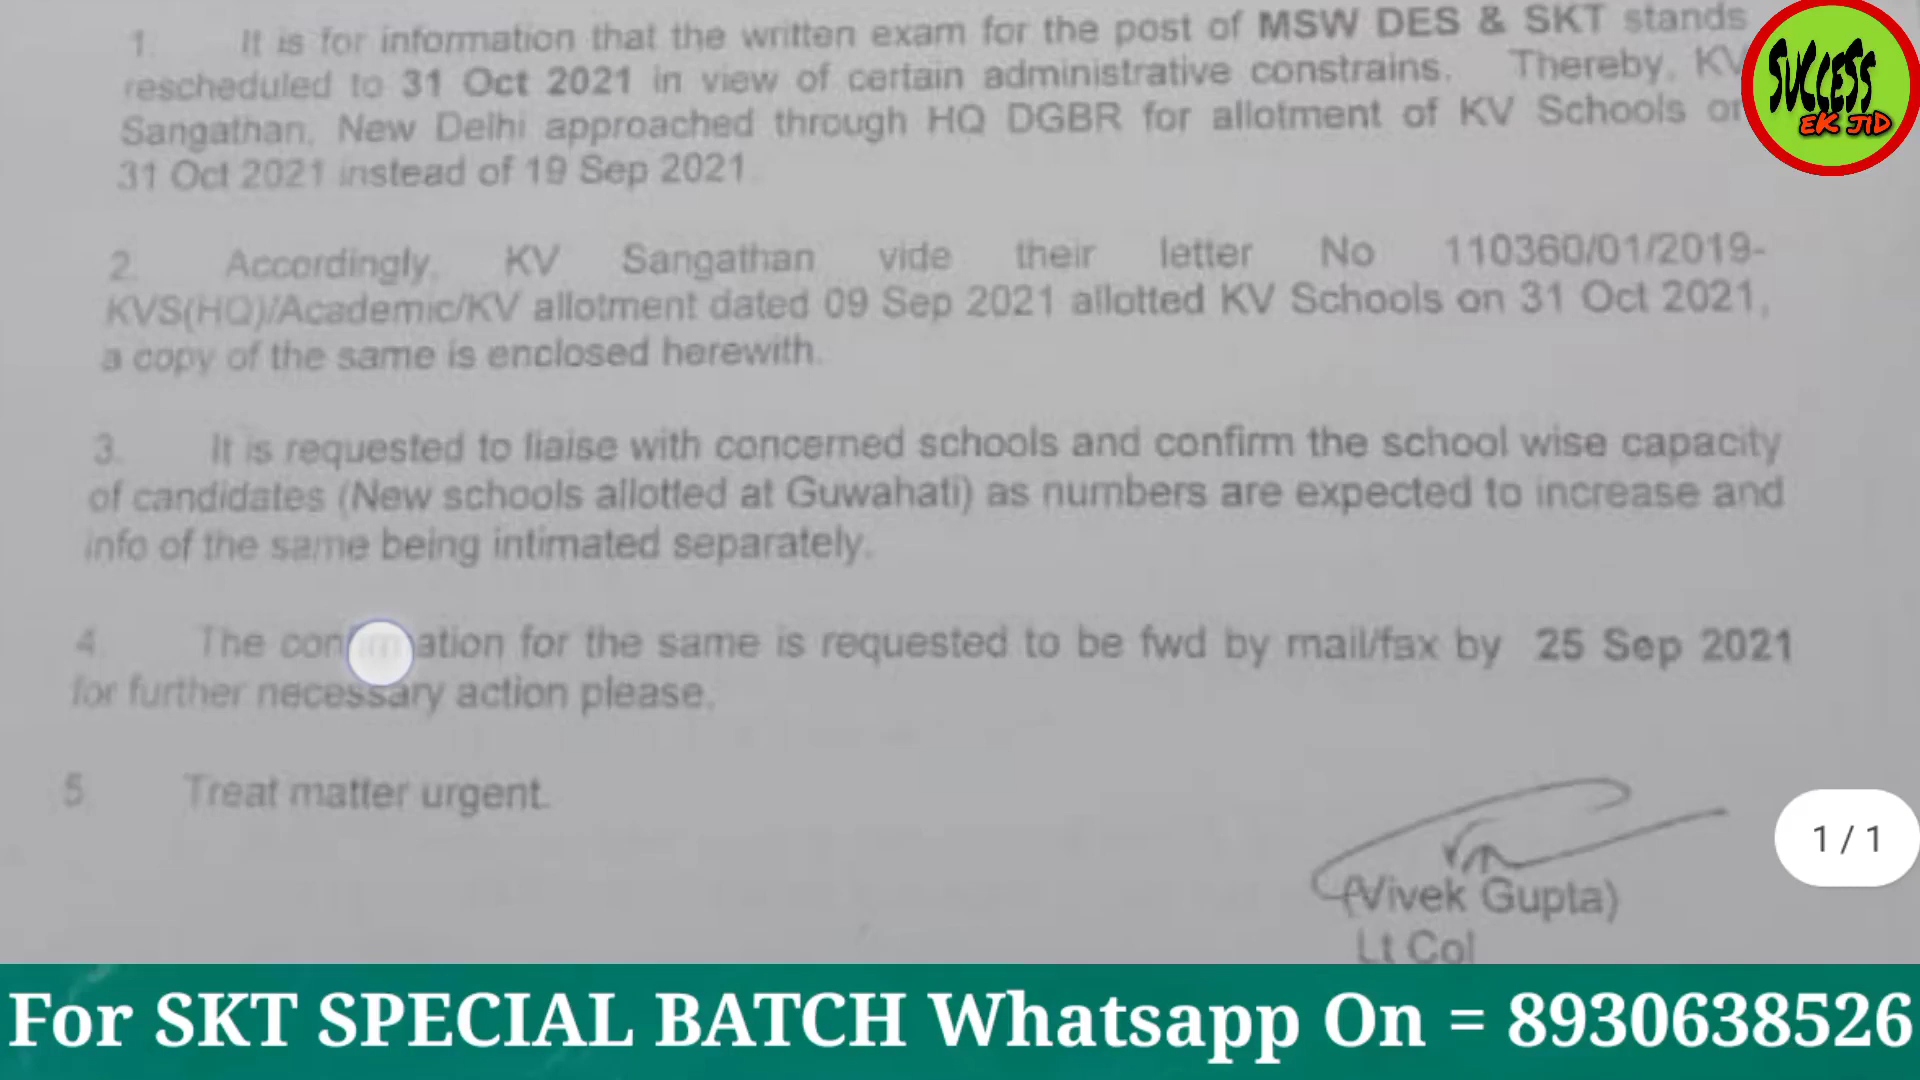 1. It is for information that the written exam for the post of MSW DES & SKT stands
rescheduled to 31 Oct 2021 in view of certain administrative constrains. Thereby, KV
Sangathan, New Delhi approached through HQ DGBR for allotment of KV Schools on
31 Oct 2021 instead of 19 Sep 2021.
2. Accordingly, KV Sangathan vide their letter No 110360/01/2019-
KVS(HQ)/Academic/KV allotment dated 09 Sep 2021 allotted KV Schools on 31 Oct 2021,
a copy of the same is enclosed herewith.
3. It is requested to liaise with concerned schools and confirm the school wise capacity
of candidates (New schools allotted at Guwahati) as numbers are expected to increase and
info of the same being intimated separately.
4. The confirmation for the same is requested to be fwd by mail/fax by 25 Sep 2021
for further necessary action please.
5 Treat matter urgent.
(Vivek Gupta)
Lt Col
SUCCESS
EK JID
1 / 1
For SKT SPECIAL BATCH Whatsapp On = 8930638526